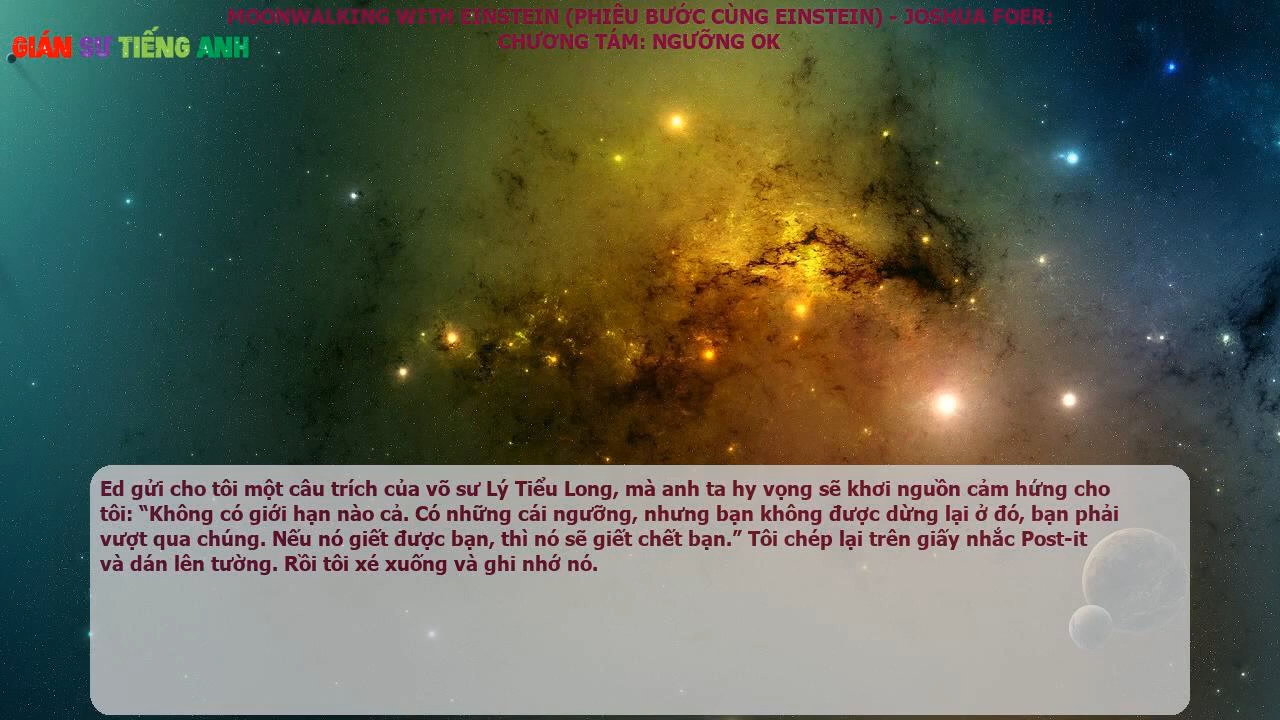 MOONWALKING WITH EINSTEIN (PHIÊU BƯỚC CÙNG EINSTEIN) - JOSHUA FOER:
CHƯƠNG TÁM: NGƯỠNG OK
GIÁN SƯ TIẾNG ANH
Ed gửi cho tôi một câu trích của võ sư Lý Tiểu Long, mà anh ta hy vọng sẽ khơi nguồn cảm hứng cho
tôi: “Không có giới hạn nào cả. Có những cái ngưỡng, nhưng bạn không được dừng lại ở đó, bạn phải
vượt qua chúng. Nếu nó giết được bạn, thì nó sẽ giết chết bạn.” Tôi chép lại trên giấy nhắc Post-it
và dán lên tường. Rồi tôi xé xuống và ghi nhớ nó.